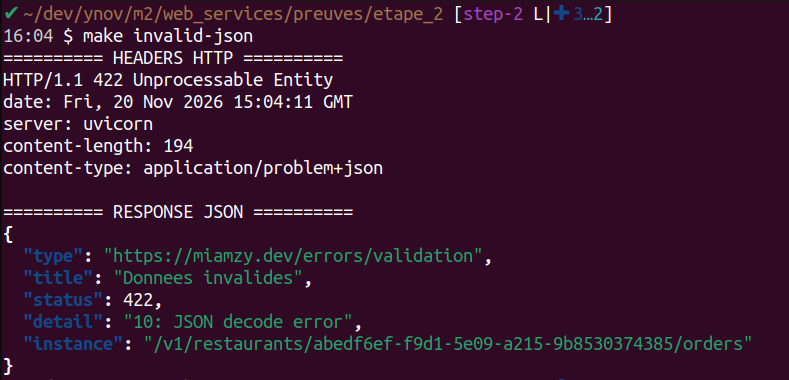 ✔ ~/dev/ynov/m2/web_services/preuves/etape_2 [step-2 L|✚ 3…2]
16:04 $ make invalid-json
========== HEADERS HTTP ==========
HTTP/1.1 422 Unprocessable Entity
date: Fri, 20 Nov 2026 15:04:11 GMT
server: uvicorn
content-length: 194
content-type: application/problem+json
========== RESPONSE JSON ==========
{
  "type": "https://miamzy.dev/errors/validation",
  "title": "Donnees invalides",
  "status": 422,
  "detail": "10: JSON decode error",
  "instance": "/v1/restaurants/abedf6ef-f9d1-5e09-a215-9b8530374385/orders"
}